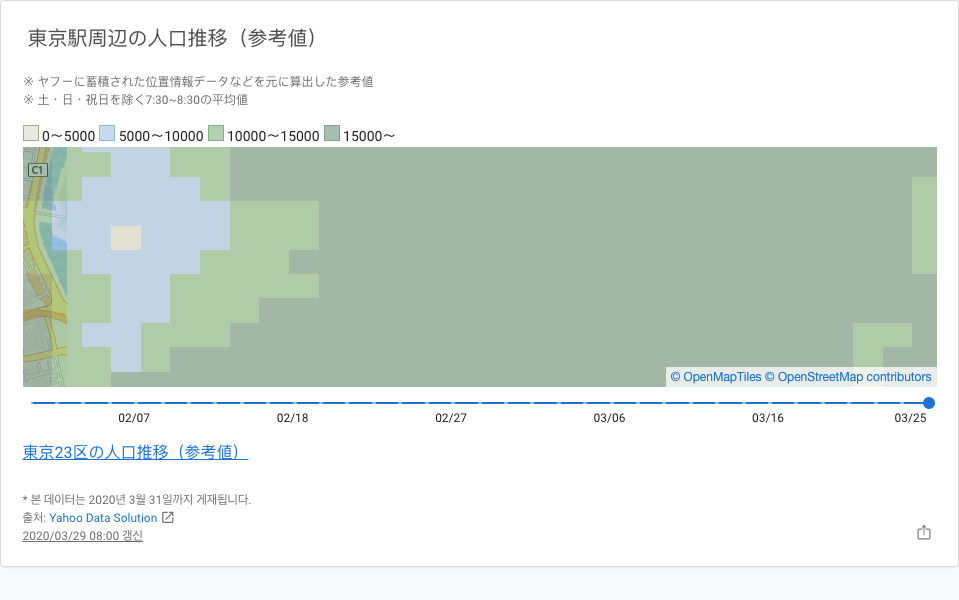 東京駅周辺の人口推移（参考値）
※ ヤフーに蓄積された位置情報データなどを元に算出した参考値
※ 土・日・祝日を除く7:30~8:30の平均値
0〜5000 5000〜10000 10000〜15000 15000〜
C1
© OpenMapTiles © OpenStreetMap contributors
02/07 02/18 02/27 03/06 03/16 03/25
東京23区の人口推移（参考値）
* 본 데이터는 2020년 3월 31일까지 게재됩니다.
출처: Yahoo Data Solution
2020/03/29 08:00 갱신